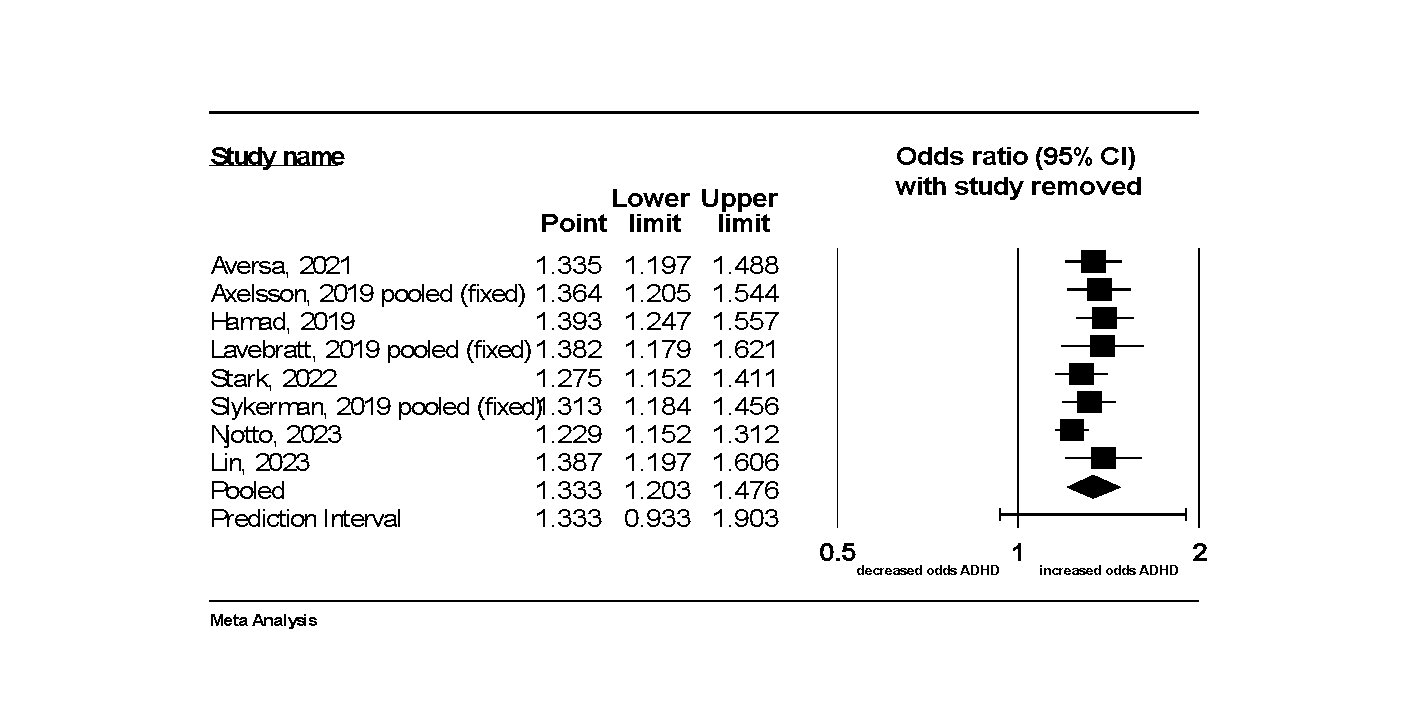 Study name Odds ratio (95% CI)
with study removed
Lower Upper
Point limit limit
Aversa, 2021 1.335 1.197 1.488
Axelsson, 2019 pooled (fixed) 1.364 1.205 1.544
Hamad, 2019 1.393 1.247 1.557
Lavebratt, 2019 pooled (fixed) 1.382 1.179 1.621
Stark, 2022 1.275 1.152 1.411
Slykerman, 2019 pooled (fixed) 1.313 1.184 1.456
Njotto, 2023 1.229 1.152 1.312
Lin, 2023 1.387 1.197 1.606
Pooled 1.333 1.203 1.476
Prediction Interval 1.333 0.933 1.903
0.5 1 2
decreased odds ADHD increased odds ADHD
Meta Analysis